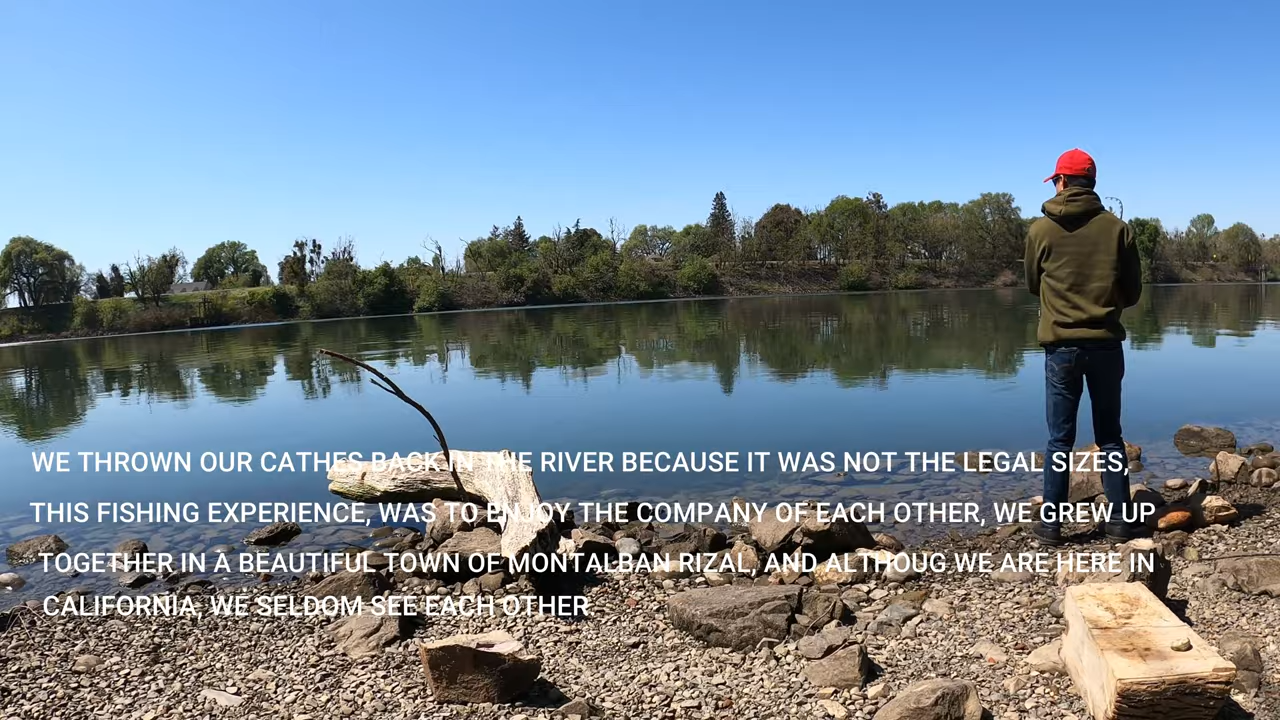 WE THROWN OUR CATHES BACK IN THE RIVER BECAUSE IT WAS NOT THE LEGAL SIZES,
THIS FISHING EXPERIENCE, WAS TO ENJOY THE COMPANY OF EACH OTHER, WE GREW UP
TOGETHER IN A BEAUTIFUL TOWN OF MONTALBAN RIZAL, AND ALTHOUG WE ARE HERE IN
CALIFORNIA, WE SELDOM SEE EACH OTHER